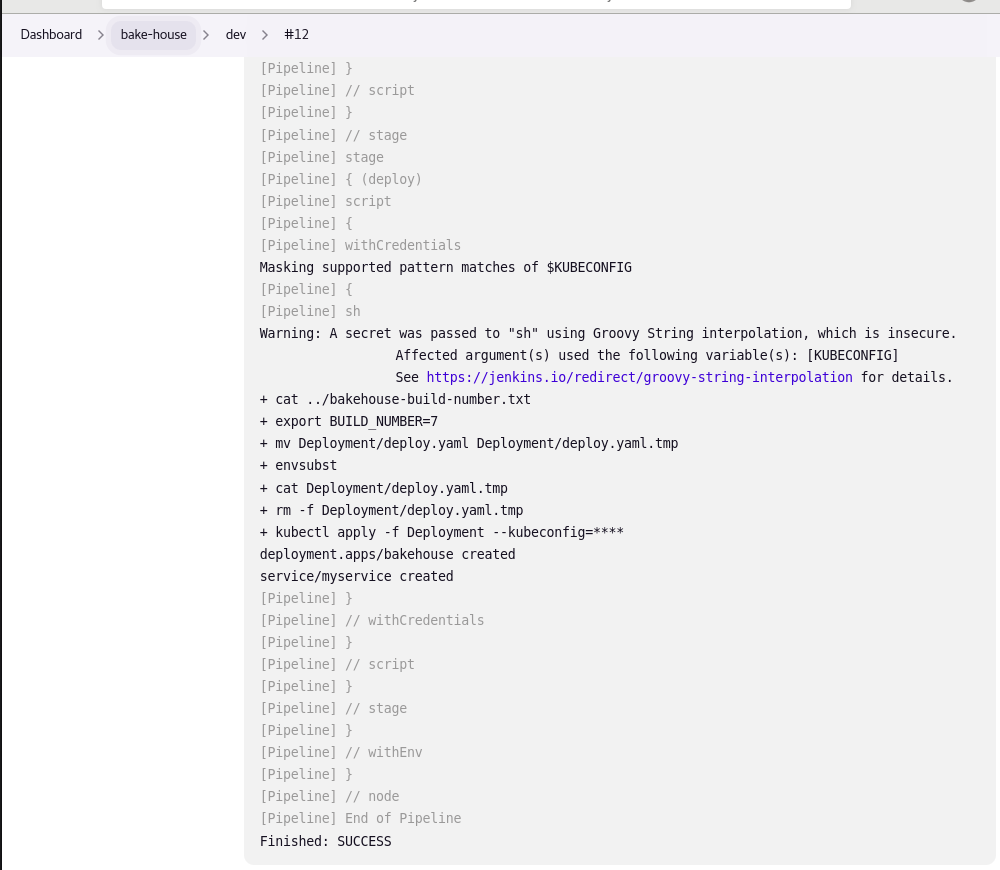 Dashboard > bake-house > dev > #12
[Pipeline] }
[Pipeline] // script
[Pipeline] }
[Pipeline] // stage
[Pipeline] stage
[Pipeline] { (deploy)
[Pipeline] script
[Pipeline] {
[Pipeline] withCredentials
Masking supported pattern matches of $KUBECONFIG
[Pipeline] {
[Pipeline] sh
Warning: A secret was passed to "sh" using Groovy String interpolation, which is insecure.
Affected argument(s) used the following variable(s): [KUBECONFIG]
See https://jenkins.io/redirect/groovy-string-interpolation for details.
+ cat ../bakehouse-build-number.txt
+ export BUILD_NUMBER=7
+ mv Deployment/deploy.yaml Deployment/deploy.yaml.tmp
+ envsubst
+ cat Deployment/deploy.yaml.tmp
+ rm -f Deployment/deploy.yaml.tmp
+ kubectl apply -f Deployment --kubeconfig=****
deployment.apps/bakehouse created
service/myservice created
[Pipeline] }
[Pipeline] // withCredentials
[Pipeline] }
[Pipeline] // script
[Pipeline] }
[Pipeline] // stage
[Pipeline] }
[Pipeline] // withEnv
[Pipeline] }
[Pipeline] // node
[Pipeline] End of Pipeline
Finished: SUCCESS